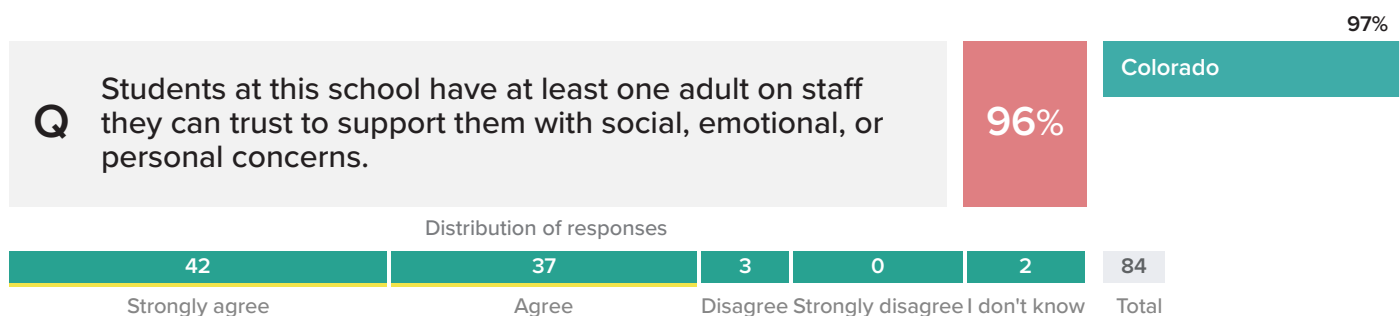 97%
Colorado
Q
Students at this school have at least one adult on staff
they can trust to support them with social, emotional, or
personal concerns.
96%
Distribution of responses
42 37 3 0 2 84
Strongly agree Agree Disagree Strongly disagree I don't know Total